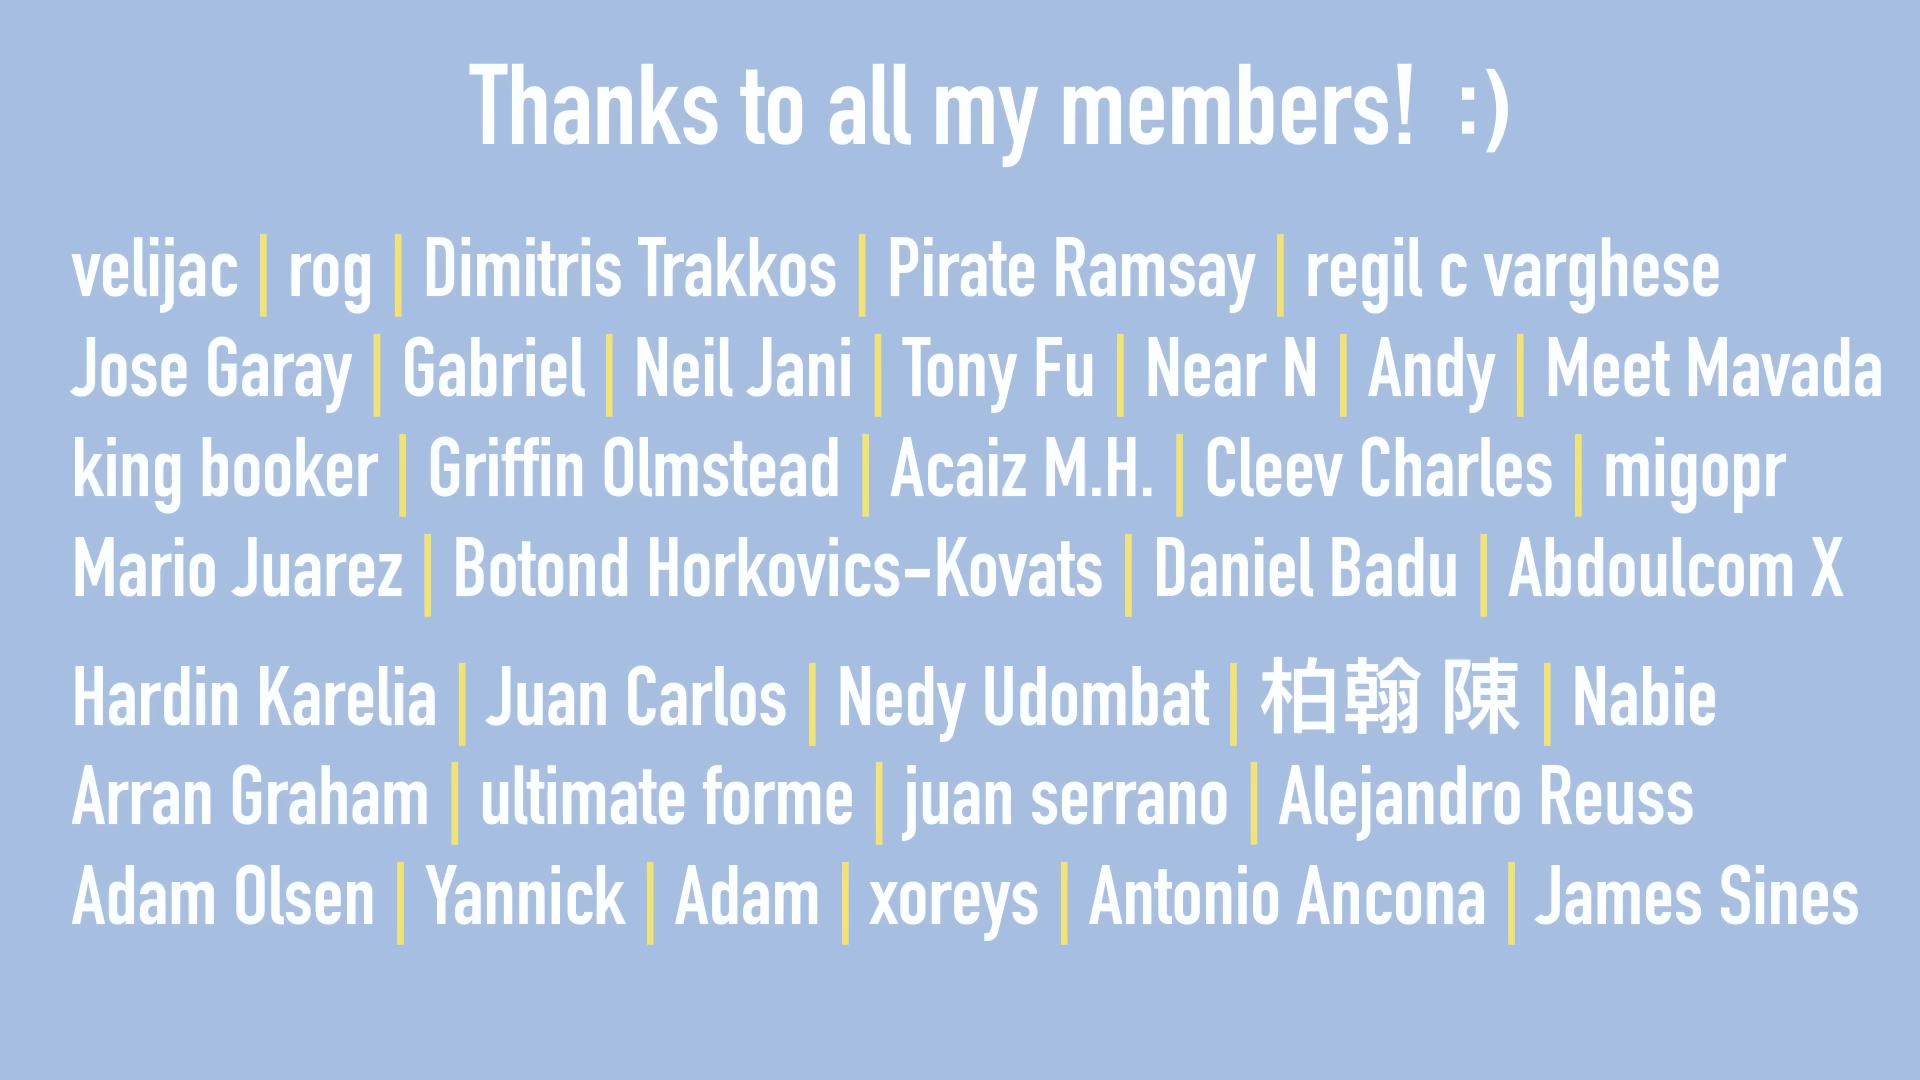 Thanks to all my members! :)
velijac | rog | Dimitris Trakkos | Pirate Ramsay | regil c varghese
Jose Garay | Gabriel | Neil Jani | Tony Fu | Near N | Andy | Meet Mavada
king booker | Griffin Olmstead | Acaiz M.H. | Cleev Charles | migopr
Mario Juarez | Botond Horkovics-Kovats | Daniel Badu | Abdoulcom X
Hardin Karelia | Juan Carlos | Nedy Udombat | 柏翰 陳 | Nabie
Arran Graham | ultimate forme | juan serrano | Alejandro Reuss
Adam Olsen | Yannick | Adam | xoreys | Antonio Ancona | James Sines